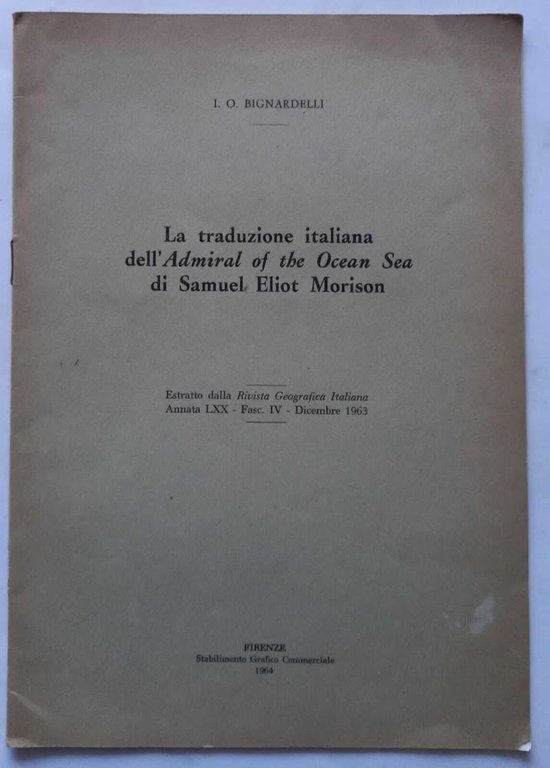 I. O. BIGNARDELLI
La traduzione italiana
dell'Admiral of the Ocean Sea
di Samuel Eliot Morison
Estratto dalla Rivista Geografica Italiana
Annata LXX - Fasc. IV - Dicembre 1963
FIRENZE
Stabilimento Grafico Commerciale
1964